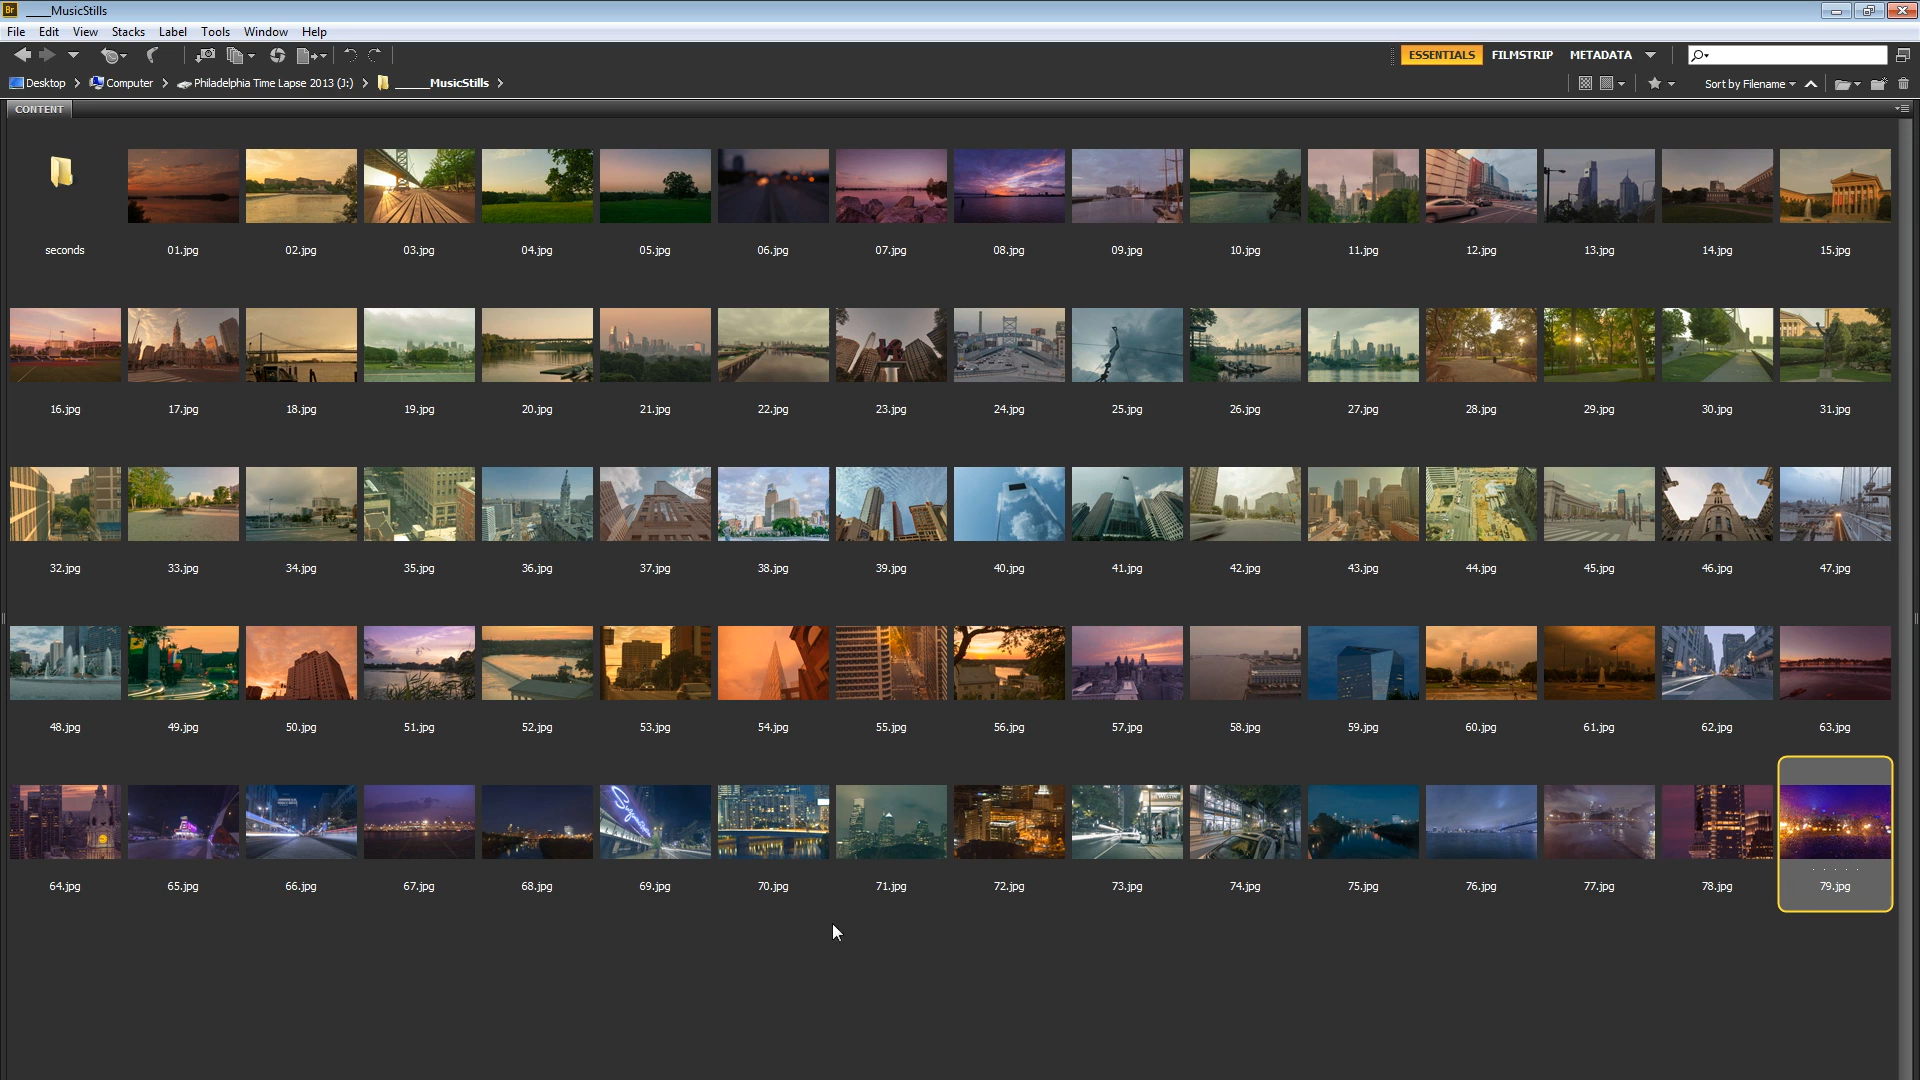 Br ____MusicStills
File Edit View Stacks Label Tools Window Help
ESSENTIALS FILMSTRIP METADATA
Desktop Computer Philadelphia Time Lapse 2013 (J:) ______MusicStills Sort by Filename
CONTENT
seconds 01.jpg 02.jpg 03.jpg 04.jpg 05.jpg 06.jpg 07.jpg 08.jpg 09.jpg 10.jpg 11.jpg 12.jpg 13.jpg 14.jpg 15.jpg
16.jpg 17.jpg 18.jpg 19.jpg 20.jpg 21.jpg 22.jpg 23.jpg 24.jpg 25.jpg 26.jpg 27.jpg 28.jpg 29.jpg 30.jpg 31.jpg
32.jpg 33.jpg 34.jpg 35.jpg 36.jpg 37.jpg 38.jpg 39.jpg 40.jpg 41.jpg 42.jpg 43.jpg 44.jpg 45.jpg 46.jpg 47.jpg
48.jpg 49.jpg 50.jpg 51.jpg 52.jpg 53.jpg 54.jpg 55.jpg 56.jpg 57.jpg 58.jpg 59.jpg 60.jpg 61.jpg 62.jpg 63.jpg
64.jpg 65.jpg 66.jpg 67.jpg 68.jpg 69.jpg 70.jpg 71.jpg 72.jpg 73.jpg 74.jpg 75.jpg 76.jpg 77.jpg 78.jpg 79.jpg